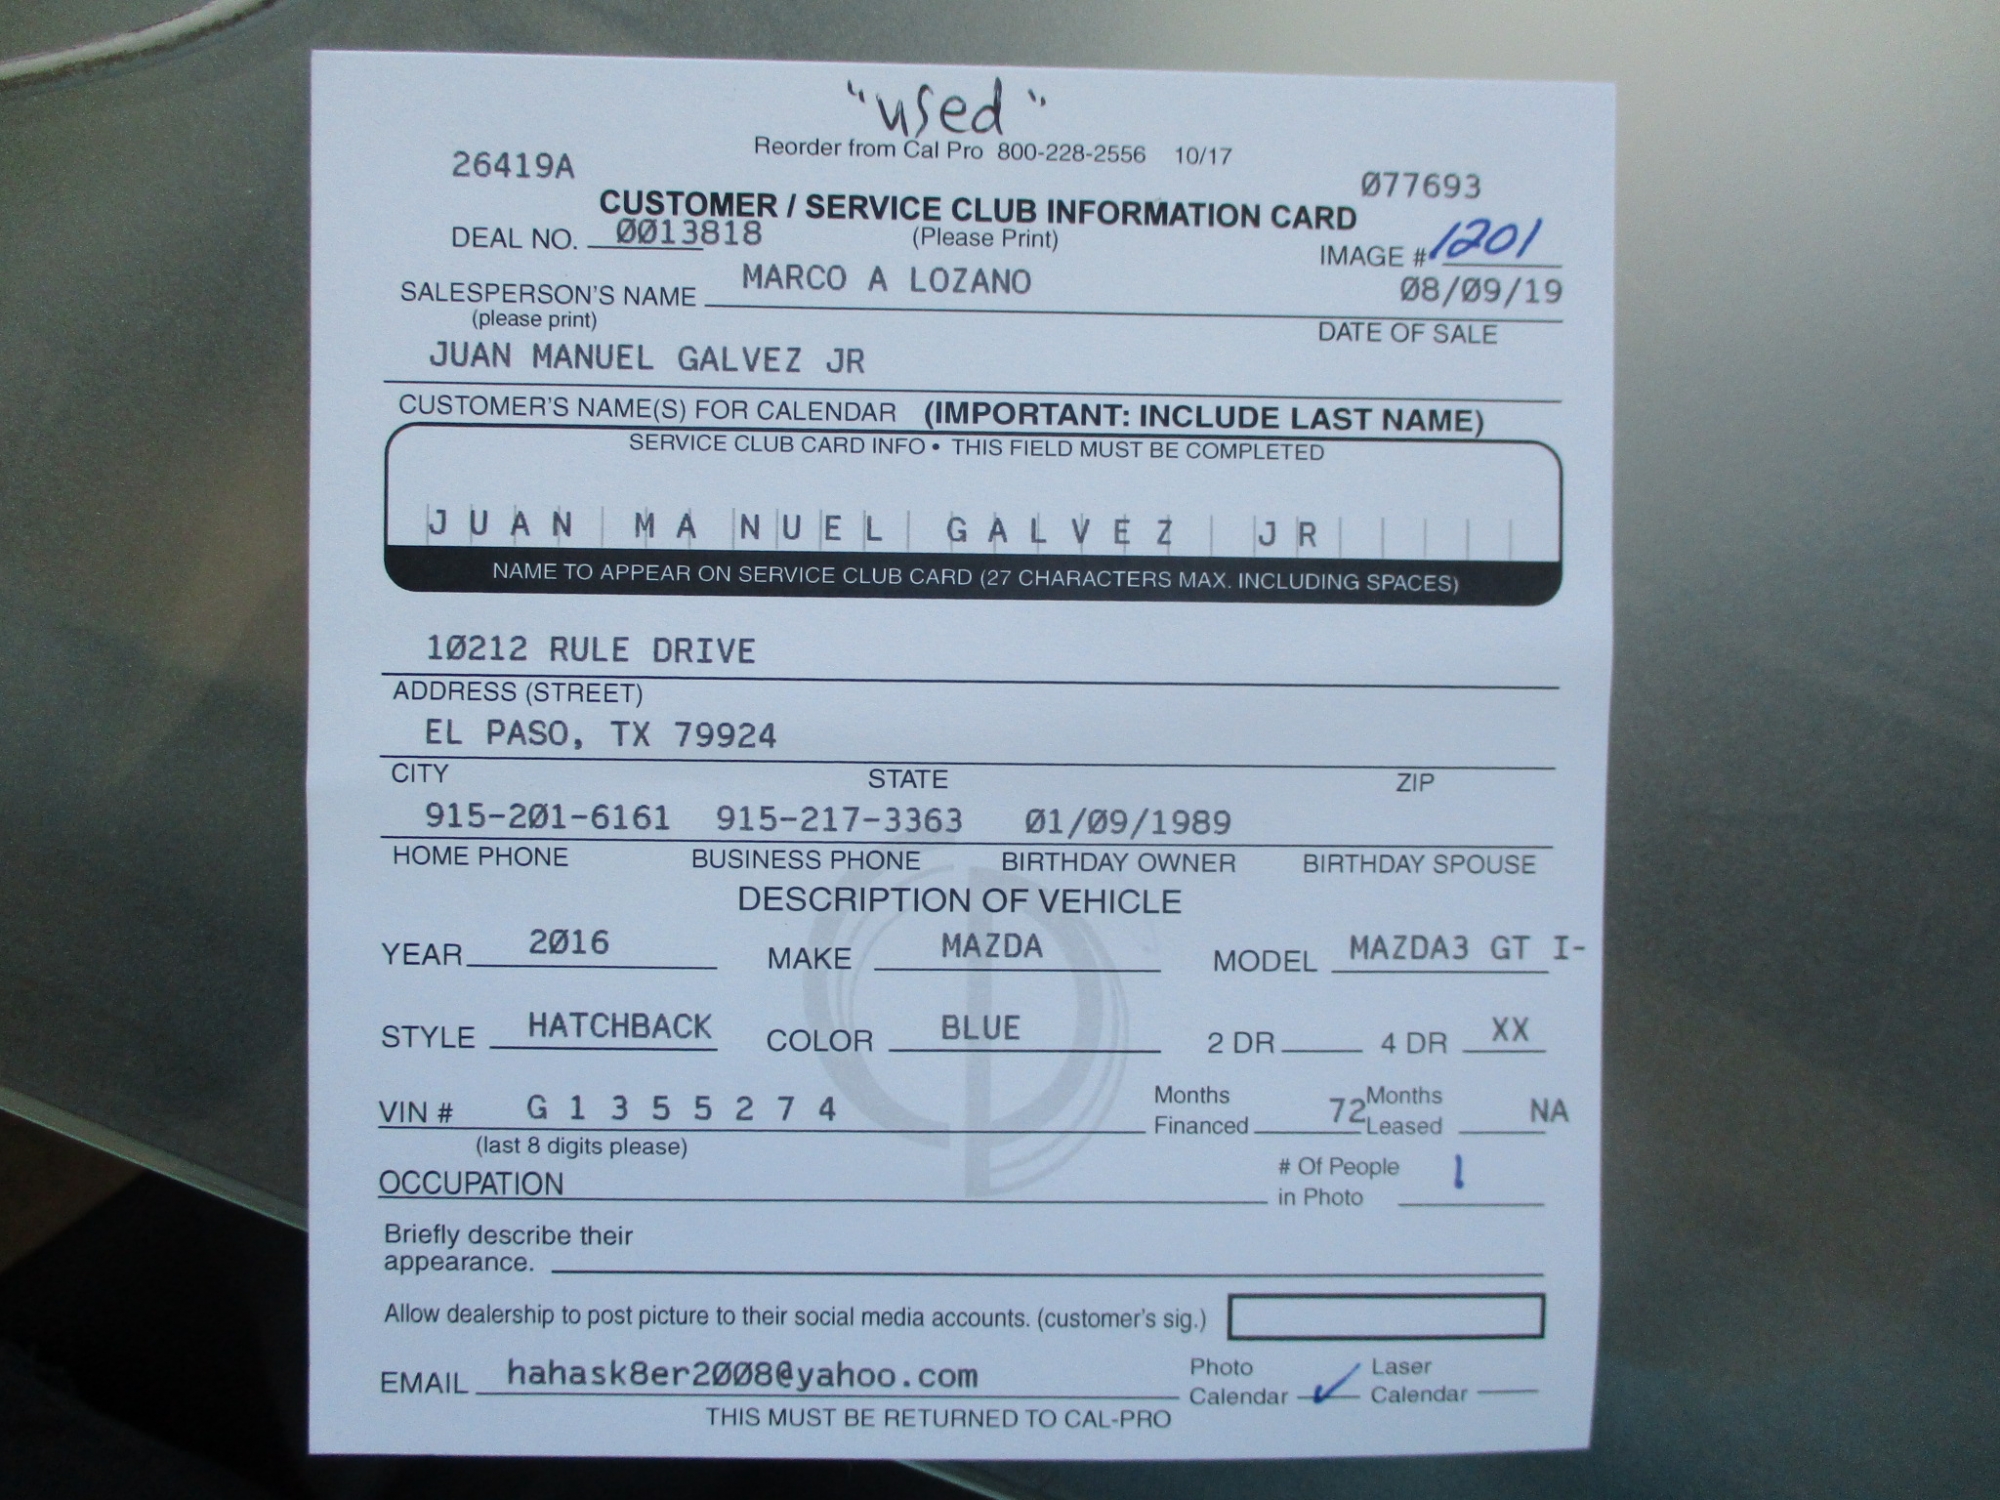 "used"
Reorder from Cal Pro 800-228-2556 10/17
26419A
077693
CUSTOMER / SERVICE CLUB INFORMATION CARD
DEAL NO. 0013818 (Please Print) IMAGE # 1201
SALESPERSON'S NAME MARCO A LOZANO 08/09/19
(please print) DATE OF SALE
JUAN MANUEL GALVEZ JR
CUSTOMER'S NAME(S) FOR CALENDAR (IMPORTANT: INCLUDE LAST NAME)
SERVICE CLUB CARD INFO • THIS FIELD MUST BE COMPLETED
JUAN MANUEL GALVEZ JR
NAME TO APPEAR ON SERVICE CLUB CARD (27 CHARACTERS MAX. INCLUDING SPACES)
10212 RULE DRIVE
ADDRESS (STREET)
EL PASO, TX 79924
CITY STATE ZIP
915-201-6161 915-217-3363 01/09/1989
HOME PHONE BUSINESS PHONE BIRTHDAY OWNER BIRTHDAY SPOUSE
DESCRIPTION OF VEHICLE
YEAR 2016 MAKE MAZDA MODEL MAZDA3 GT I-
STYLE HATCHBACK COLOR BLUE 2 DR 4 DR XX
VIN # G1355274 Months Financed 72 Months Leased NA
(last 8 digits please)
OCCUPATION # Of People in Photo 1
Briefly describe their
appearance.
Allow dealership to post picture to their social media accounts. (customer's sig.)
EMAIL hahask8er2008@yahoo.com Photo Calendar ✓ Laser Calendar
THIS MUST BE RETURNED TO CAL-PRO